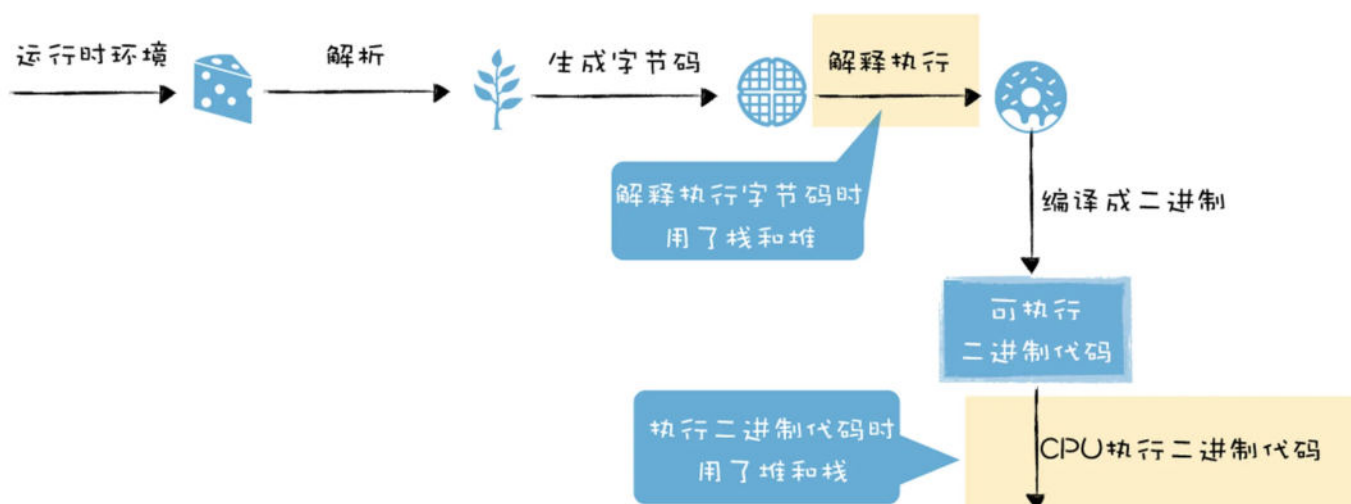 运行时环境
解析
生成字节码
解释执行
解释执行字节码时
用了栈和堆
编译成二进制
可执行
二进制代码
执行二进制代码时
用了堆和栈
CPU执行二进制代码